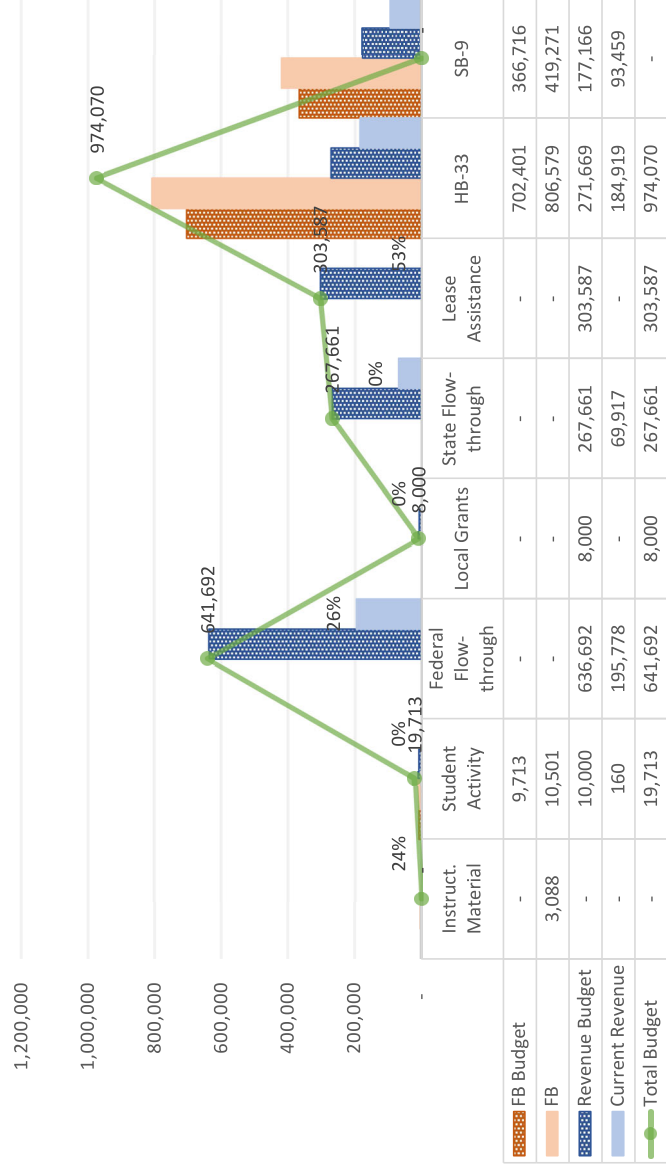 1,200,000
1,000,000
800,000
600,000
400,000
200,000
-
24%
-
0%
19,713
641,692
26%
0%
8,000
267,661
0%
303,587
53%
974,070
-
Instruct. Material
Student Activity
Federal Flow-through
Local Grants
State Flow-through
Lease Assistance
HB-33
SB-9
FB Budget - 9,713 - - - - 702,401 366,716
FB 3,088 10,501 - - - - 806,579 419,271
Revenue Budget - 10,000 636,692 8,000 267,661 303,587 271,669 177,166
Current Revenue - 160 195,778 - 69,917 - 184,919 93,459
Total Budget - 19,713 641,692 8,000 267,661 303,587 974,070 -